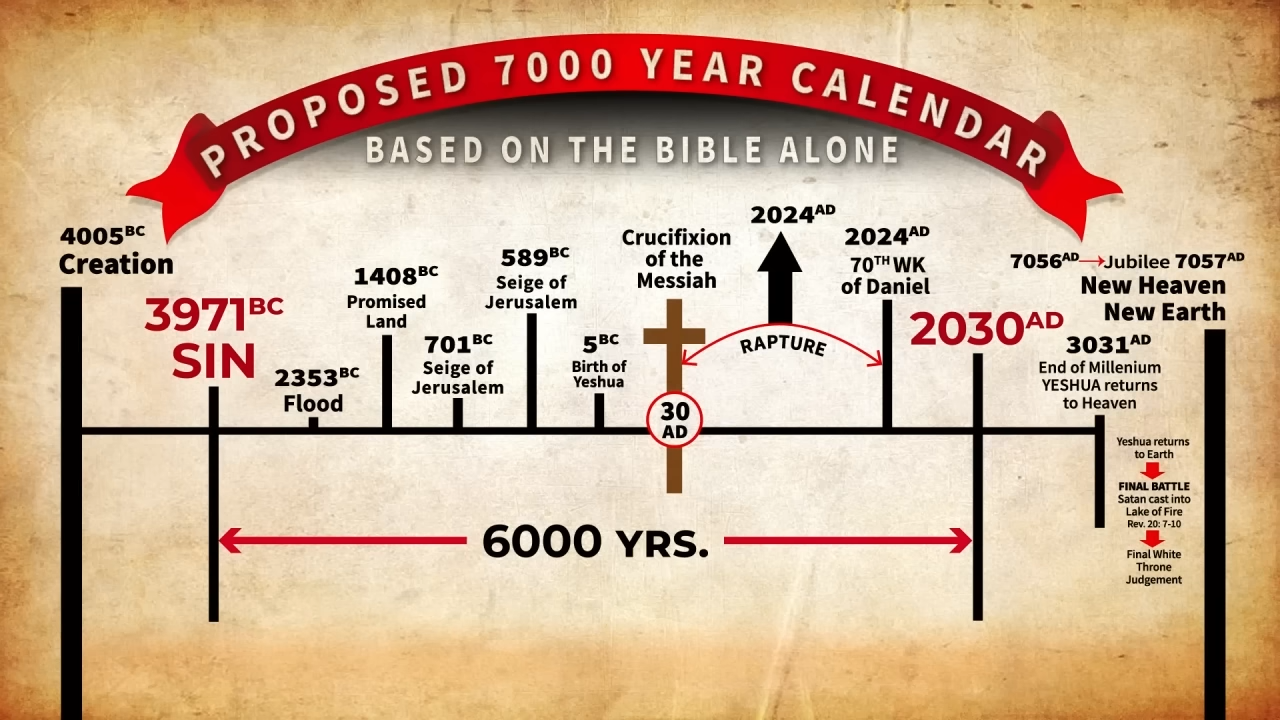 PROPOSED 7000 YEAR CALENDAR
BASED ON THE BIBLE ALONE
4005BC
Creation
3971BC
SIN
2353BC
Flood
1408BC
Promised
Land
701BC
Seige of
Jerusalem
589BC
Seige of
Jerusalem
5BC
Birth of
Yeshua
Crucifixion
of the
Messiah
30
AD
2024AD
RAPTURE
2024AD
70TH WK
of Daniel
2030AD
7056AD→Jubilee 7057AD
New Heaven
New Earth
3031AD
End of Millenium
YESHUA returns
to Heaven
Yeshua returns
to Earth
FINAL BATTLE
Satan cast into
Lake of Fire
Rev. 20: 7-10
Final White
Throne
Judgement
6000 YRS.